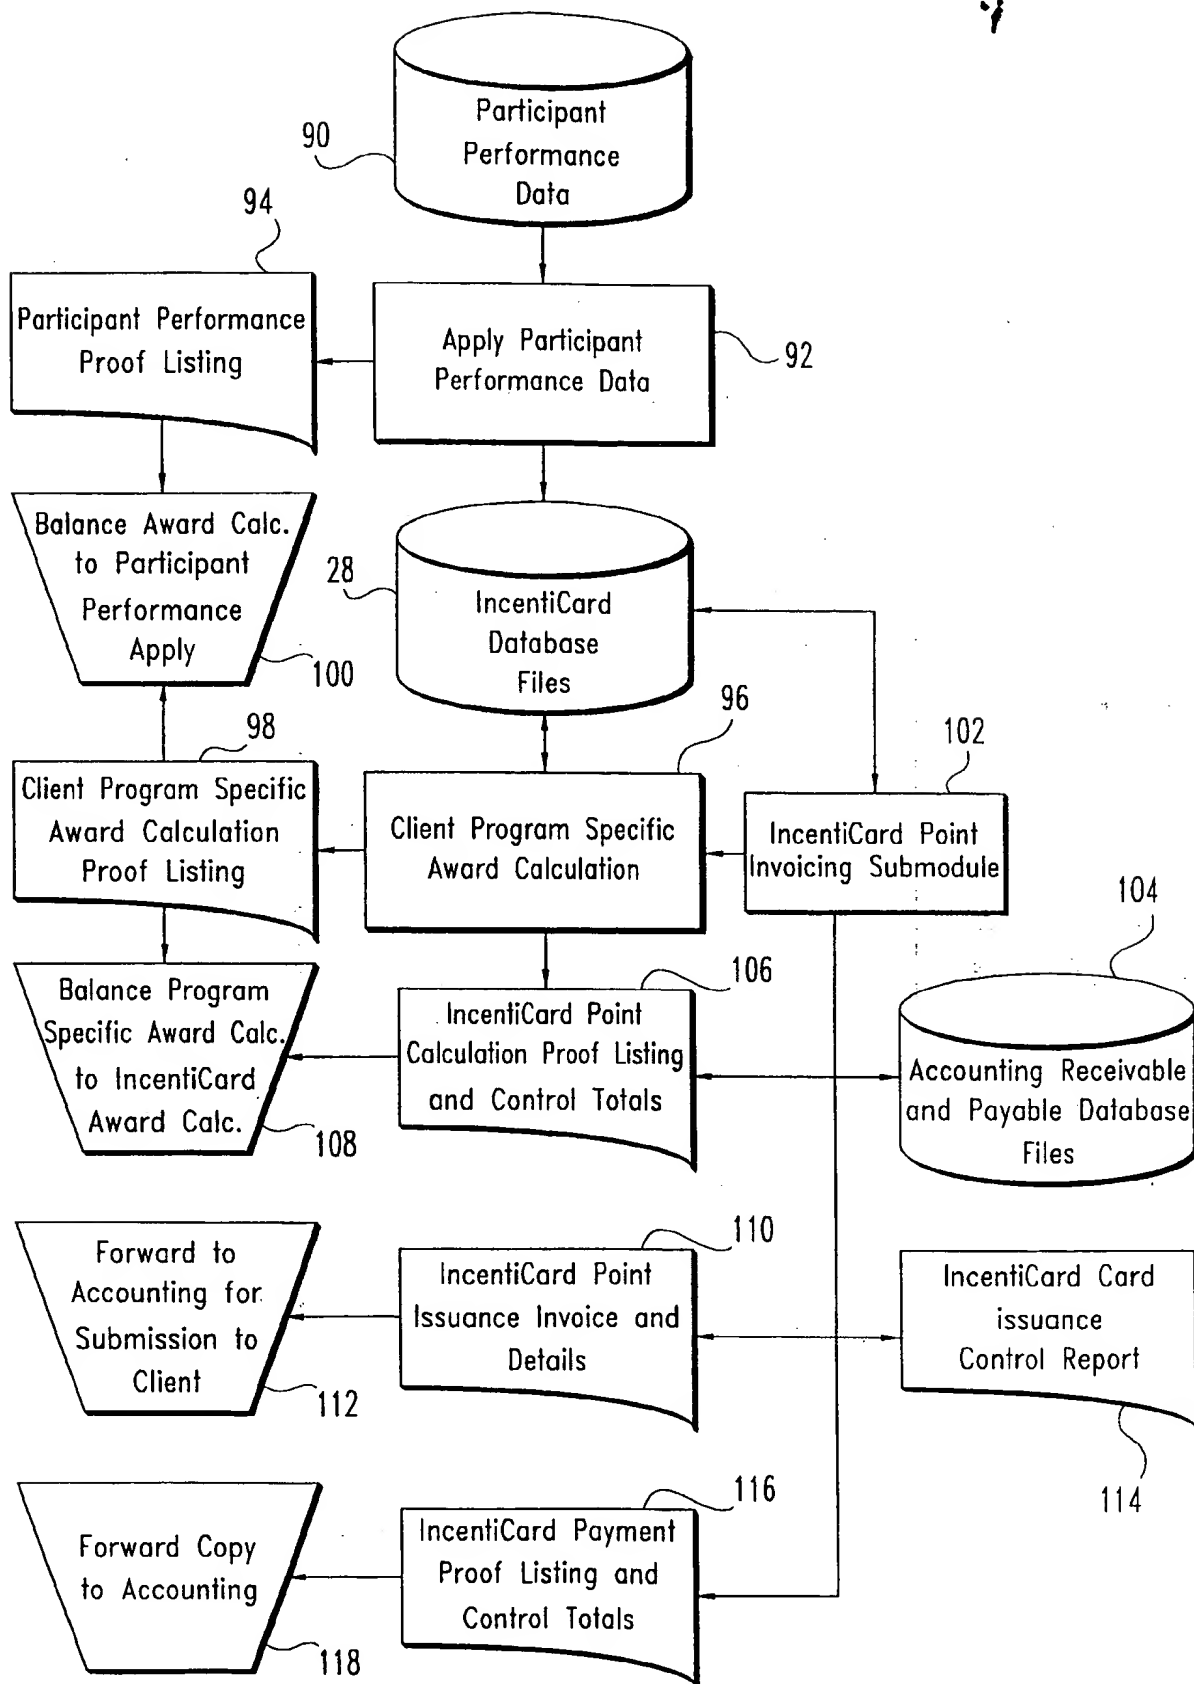 Participant
Performance
Data
90
94
Participant Performance
Proof Listing
Apply Participant
Performance Data
92
Balance Award Calc.
to Participant
Performance
Apply
100
28
IncentiCard
Database
Files
98
96
102
Client Program Specific
Award Calculation
Proof Listing
Client Program Specific
Award Calculation
IncentiCard Point
Invoicing Submodule
104
106
Balance Program
Specific Award Calc.
to IncentiCard
Award Calc.
108
IncentiCard Point
Calculation Proof Listing
and Control Totals
Accounting Receivable
and Payable Database
Files
110
Forward to
Accounting for
Submission to
Client
112
IncentiCard Point
Issuance Invoice and
Details
IncentiCard Card
issuance
Control Report
114
116
Forward Copy
to Accounting
118
IncentiCard Payment
Proof Listing and
Control Totals